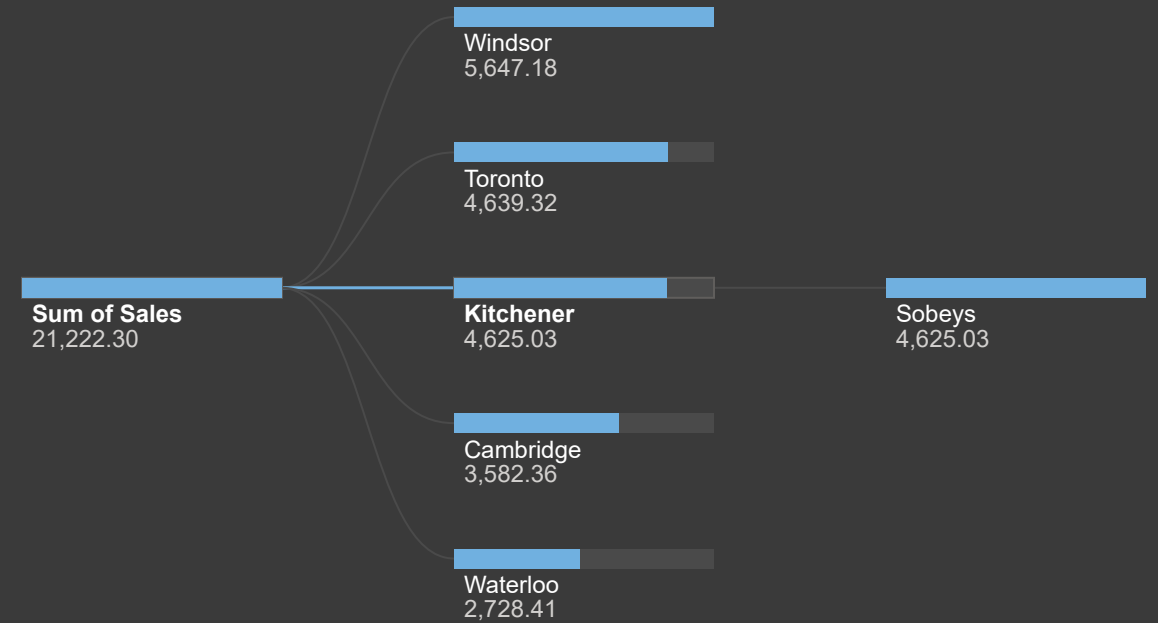 Windsor
5,647.18
Toronto
4,639.32
Sum of Sales
21,222.30
Kitchener
4,625.03
Sobeys
4,625.03
Cambridge
3,582.36
Waterloo
2,728.41